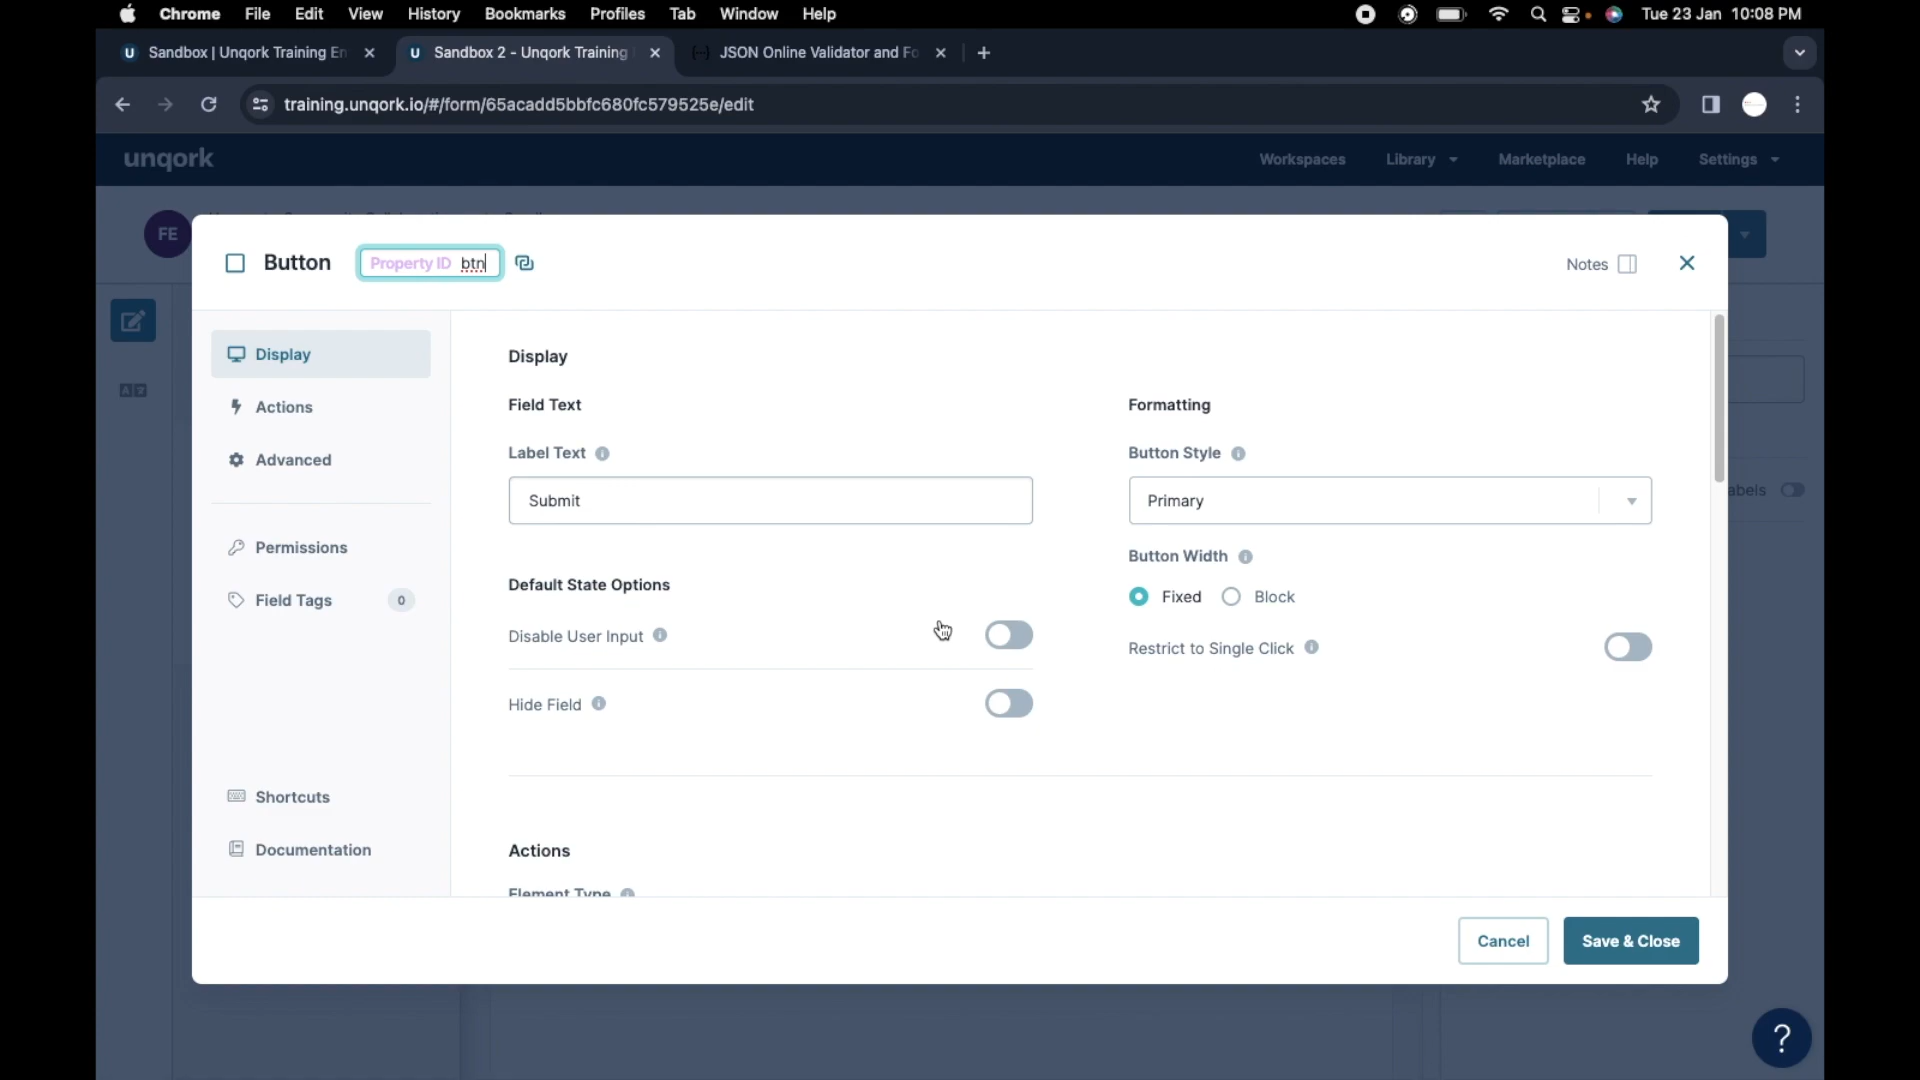 Chrome File Edit View History Bookmarks Profiles Tab Window Help Tue 23 Jan 10:08 PM
U Sandbox | Unqork Training En U Sandbox 2 - Unqork Training JSON Online Validator and Fo
training.unqork.io/#/form/65acadd5bbfc680fc579525e/edit
unqork Workspaces Library Marketplace Help Settings
FE
Button Property ID btn Notes
Display
Actions
Advanced
Permissions
Field Tags 0
Shortcuts
Documentation
Display
Field Text
Label Text
Submit
Default State Options
Disable User Input
Hide Field
Formatting
Button Style
Primary
Button Width
Fixed Block
Restrict to Single Click
abels
Actions
Element Type
Cancel Save & Close
?